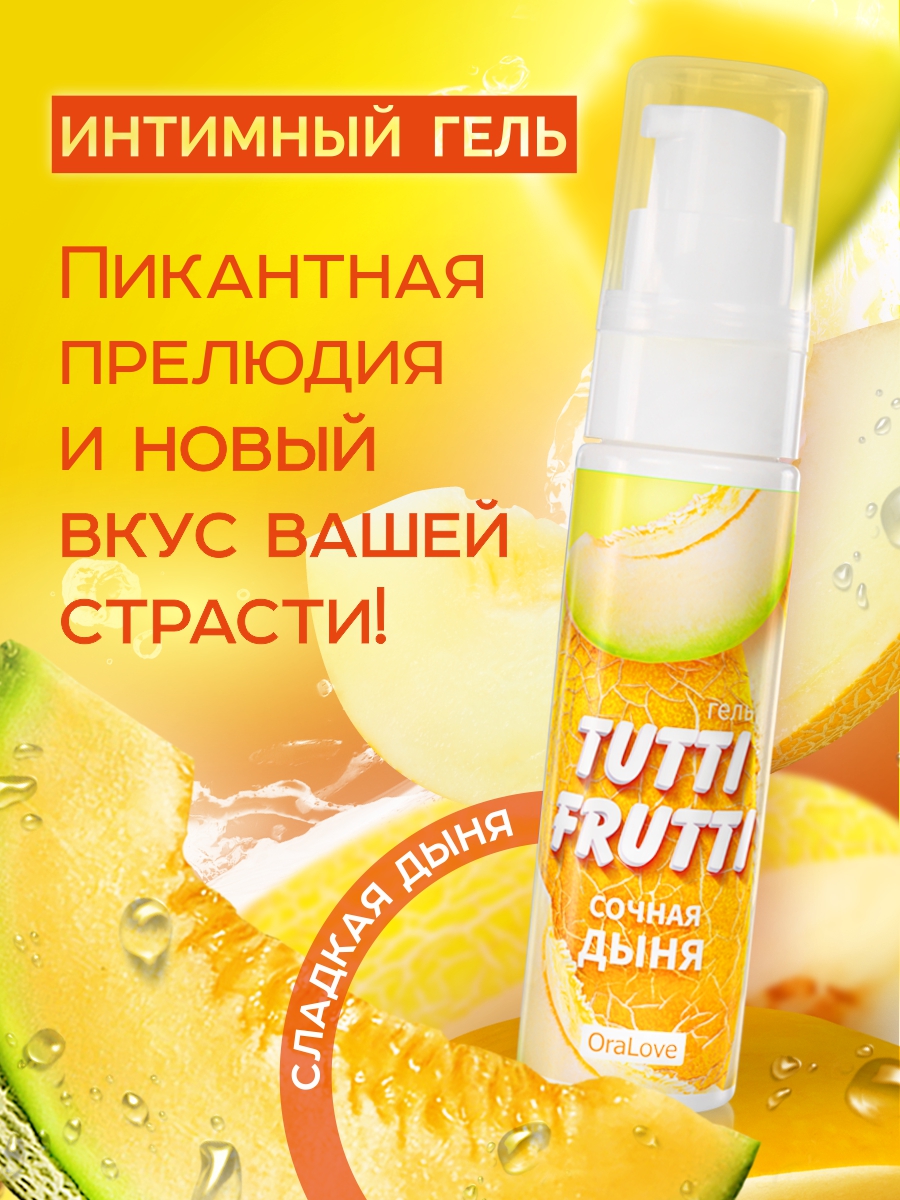 ИНТИМНЫЙ ГЕЛЬ
Пикантная
прелюдия
и новый
вкус вашей
страсти!
гель
TUTTI
FRUTTI
СОЧНАЯ
ДЫНЯ
OraLove
СЛАДКАЯ ДЫНЯ